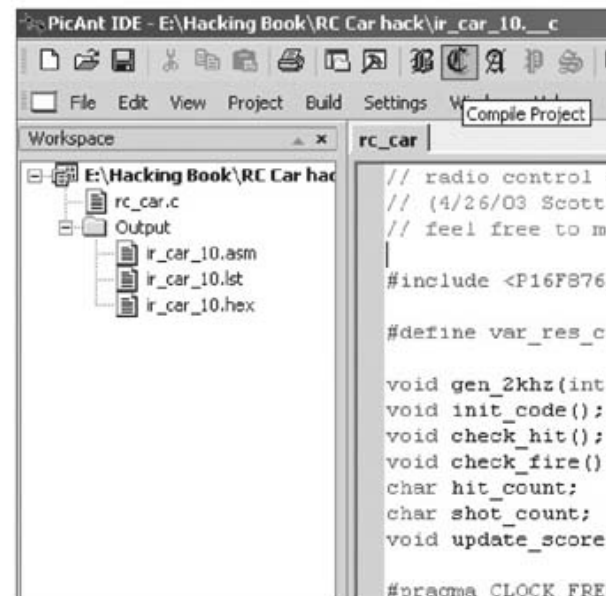 PicAnt IDE - E:\Hacking Book\RC Car hack\ir_car_10.__c
File Edit View Project Build Settings
Compile Project
Workspace
rc_car
E:\Hacking Book\RC Car hac
rc_car.c
Output
ir_car_10.asm
ir_car_10.lst
ir_car_10.hex
// radio control
// (4/26/03 Scott
// feel free to m
#include <P16F876
#define var_res_c
void gen_2khz(int
void init_code();
void check_hit();
void check_fire()
char hit_count;
char shot_count;
void update_score
#pragma CLOCK_FRE